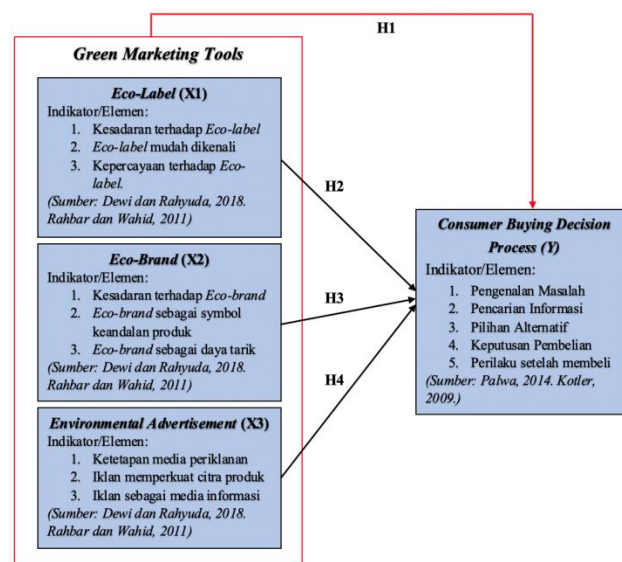 H1
Green Marketing Tools
Eco-Label (X1)
Indikator/Elemen:
1. Kesadaran terhadap Eco-label
2. Eco-label mudah dikenali
3. Kepercayaan terhadap Eco-
label.
(Sumber: Dewi dan Rahyuda, 2018.
Rahbar dan Wahid, 2011)
H2
Eco-Brand (X2)
Indikator/Elemen:
1. Kesadaran terhadap Eco-brand
2. Eco-brand sebagai symbol
keandalan produk
3. Eco-brand sebagai daya tarik
(Sumber: Dewi dan Rahyuda, 2018.
Rahbar dan Wahid, 2011)
H3
H4
Environmental Advertisement (X3)
Indikator/Elemen:
1. Ketetapan media periklanan
2. Iklan memperkuat citra produk
3. Iklan sebagai media informasi
(Sumber: Dewi dan Rahyuda, 2018.
Rahbar dan Wahid, 2011)
Consumer Buying Decision
Process (Y)
Indikator/Elemen:
1. Pengenalan Masalah
2. Pencarian Informasi
3. Pilihan Alternatif
4. Keputusan Pembelian
5. Perilaku setelah membeli
(Sumber: Palwa, 2014. Kotler,
2009.)